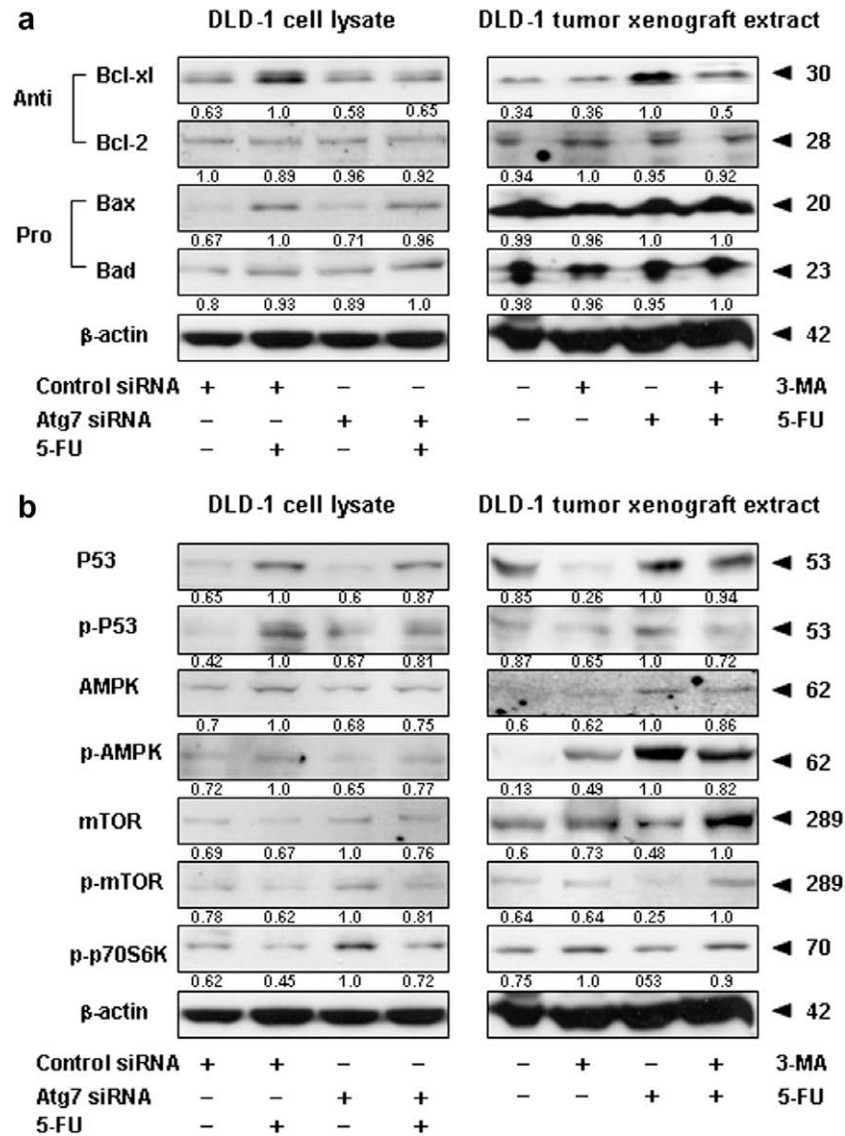 a
DLD-1 cell lysate DLD-1 tumor xenograft extract
Anti
Bcl-xl 30
0.63 1.0 0.58 0.65 0.34 0.36 1.0 0.5
Bcl-2 28
1.0 0.89 0.96 0.92 0.94 1.0 0.95 0.92
Pro
Bax 20
0.67 1.0 0.71 0.96 0.99 0.96 1.0 1.0
Bad 23
0.8 0.93 0.89 1.0 0.98 0.96 0.95 1.0
β-actin 42
Control siRNA + + – – – + – + 3-MA
Atg7 siRNA – – + + – – + + 5-FU
5-FU – + – +
b
DLD-1 cell lysate DLD-1 tumor xenograft extract
P53 53
0.65 1.0 0.6 0.87 0.85 0.26 1.0 0.94
p-P53 53
0.42 1.0 0.67 0.81 0.87 0.65 1.0 0.72
AMPK 62
0.7 1.0 0.68 0.75 0.6 0.62 1.0 0.86
p-AMPK 62
0.72 1.0 0.65 0.77 0.13 0.49 1.0 0.82
mTOR 289
0.69 0.67 1.0 0.76 0.6 0.73 0.48 1.0
p-mTOR 289
0.78 0.62 1.0 0.81 0.64 0.64 0.25 1.0
p-p70S6K 70
0.62 0.45 1.0 0.72 0.75 1.0 053 0.9
β-actin 42
Control siRNA + + – – – + – + 3-MA
Atg7 siRNA – – + + – – + + 5-FU
5-FU – + – +